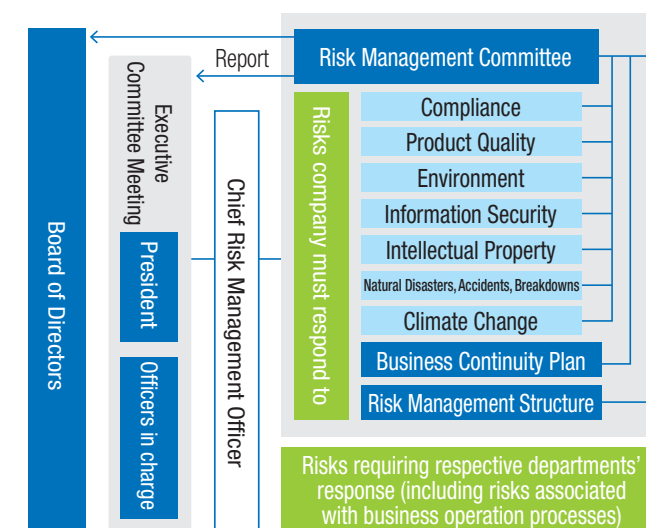 Board of Directors
Executive
Committee Meeting
President
Officers in charge
Report
Chief Risk Management Officer
Risk Management Committee
Risks company must respond to
Compliance
Product Quality
Environment
Information Security
Intellectual Property
Natural Disasters, Accidents, Breakdowns
Climate Change
Business Continuity Plan
Risk Management Structure
Risks requiring respective departments'
response (including risks associated
with business operation processes)